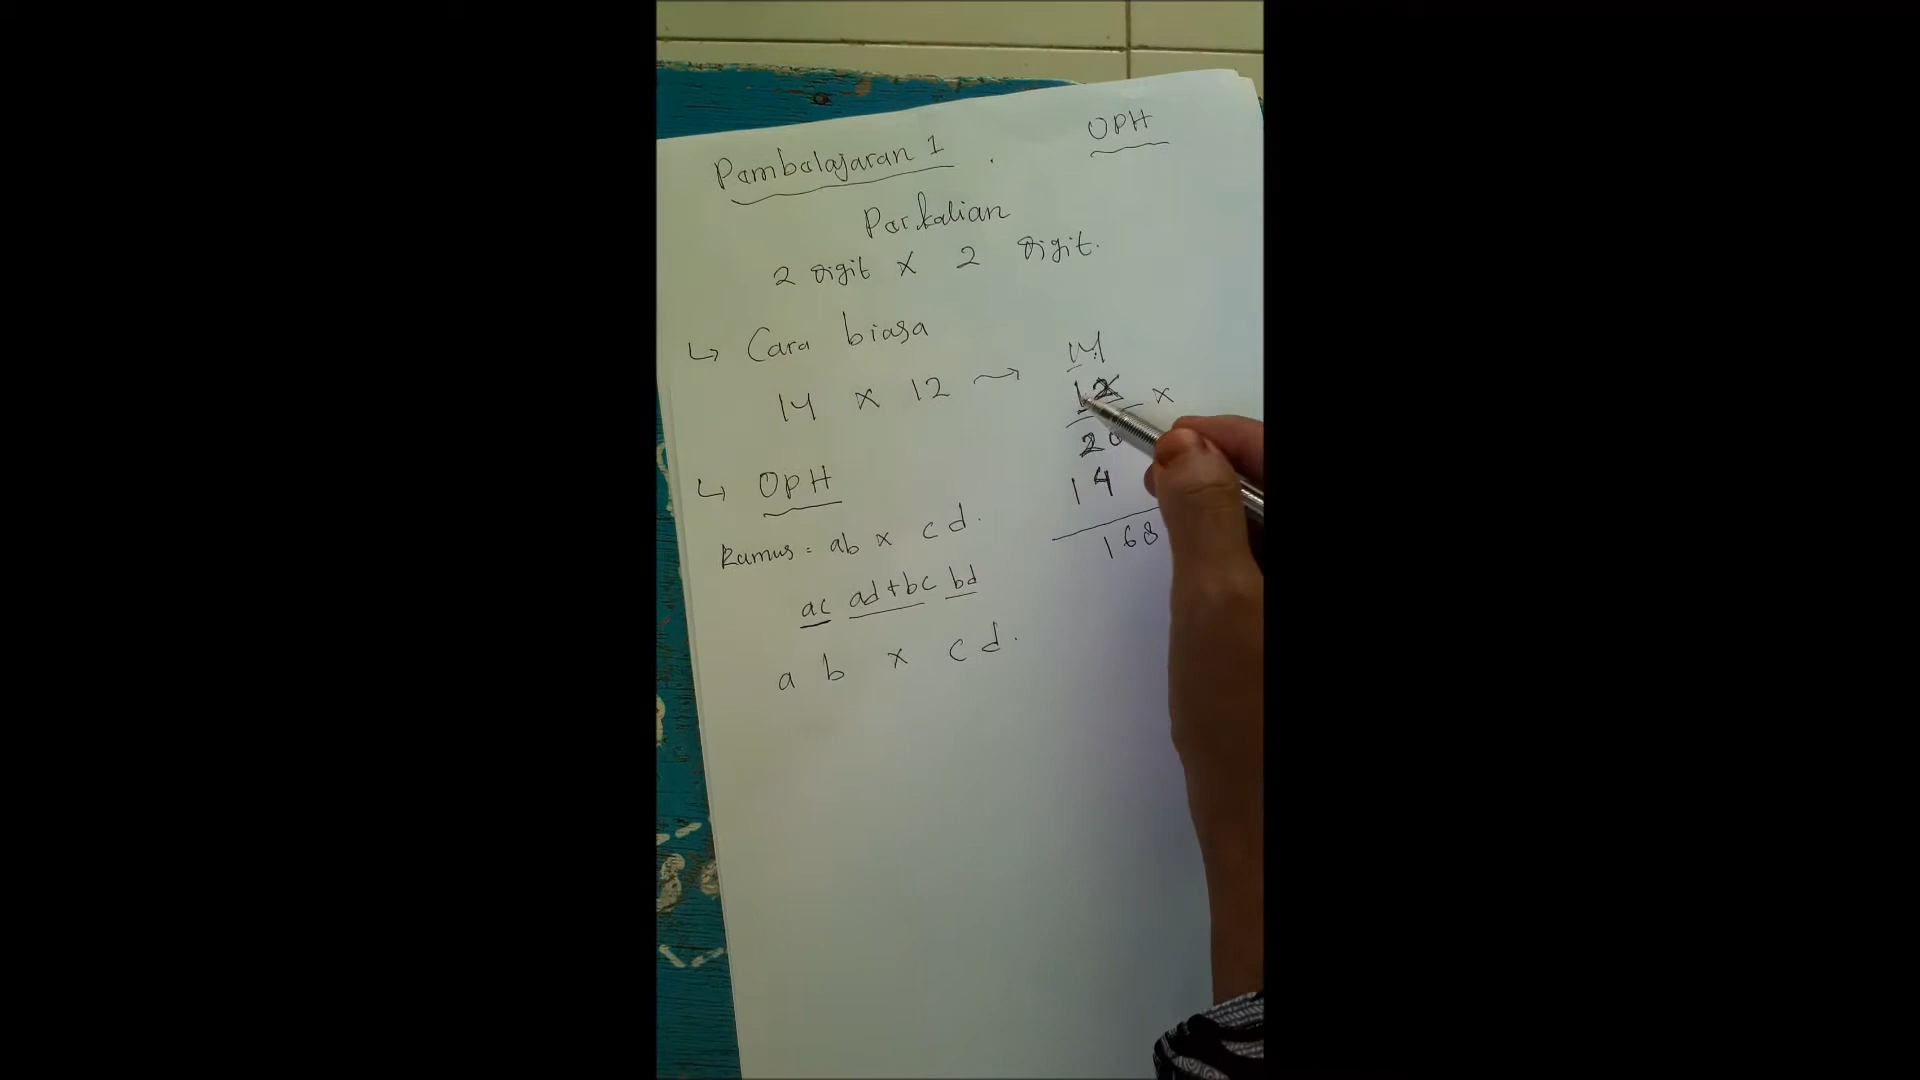 Pembelajaran 1. OPH
Perkalian
2 digit x 2 digit.
↳ Cara biasa
14 x 12 → 14
12 x
14
168
↳ OPH
Rumus = ab x cd.
ac ad+bc bd
a b x c d.